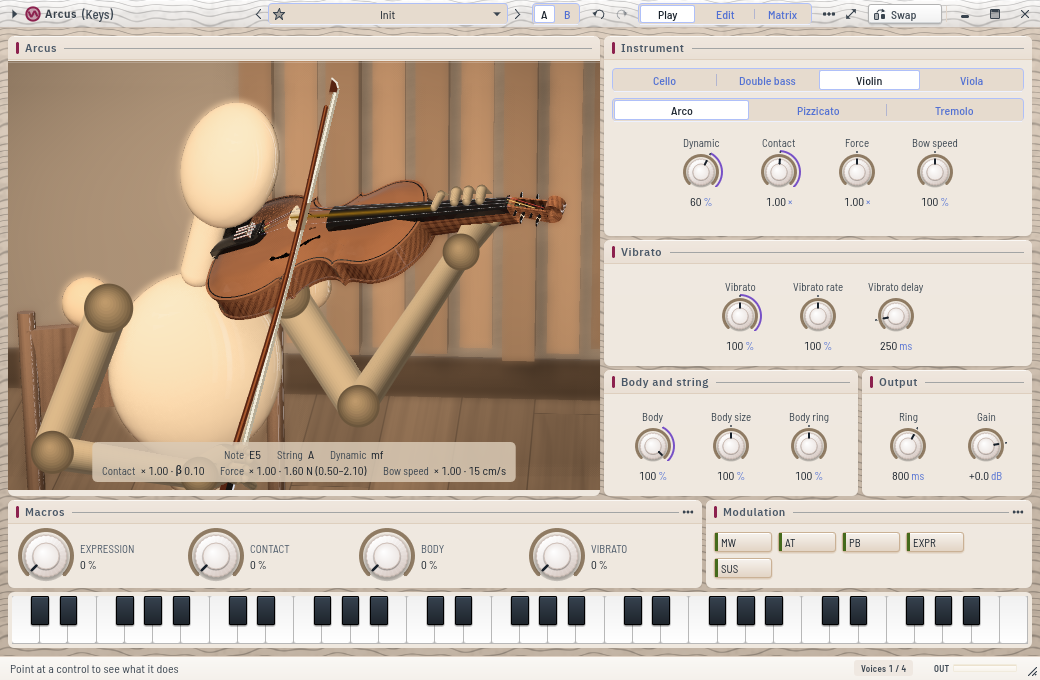 Arcus (Keys)
Init
A B
Play Edit Matrix
Swap
Arcus
Note E5 String A Dynamic mf
Contact × 1.00 · β 0.10 Force × 1.00 · 1.60 N (0.50–2.10) Bow speed × 1.00 · 15 cm/s
Instrument
Cello Double bass Violin Viola
Arco Pizzicato Tremolo
Dynamic Contact Force Bow speed
60 % 1.00 × 1.00 × 100 %
Vibrato
Vibrato Vibrato rate Vibrato delay
100 % 100 % 250 ms
Body and string
Body Body size Body ring
100 % 100 % 100 %
Output
Ring Gain
800 ms +0.0 dB
Macros
EXPRESSION
0 %
CONTACT
0 %
BODY
0 %
VIBRATO
0 %
Modulation
MW AT PB EXPR
SUS
Point at a control to see what it does
Voices 1 / 4
OUT